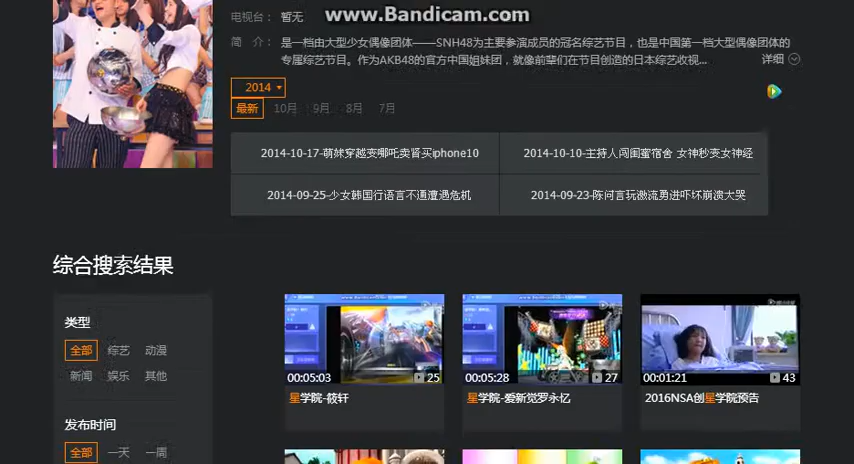 www.Bandicam.com
电视台： 暂无
简 介： 是一档由大型少女偶像团体——SNH48为主要参演成员的冠名综艺节目，也是中国第一档大型偶像团体的
专属综艺节目。作为AKB48的官方中国姐妹团，就像前辈们在节目创造的日本综艺收视... 详细
2014
最新 10月 9月 8月 7月
2014-10-17-萌妹穿越变哪吒卖肾买iphone10 2014-10-10-主持人闯闺蜜宿舍 女神秒变女神经
2014-09-25-少女韩国行语言不通遭遇危机 2014-09-23-陈问言玩激流勇进吓坏崩溃大哭
综合搜索结果
类型
全部 综艺 动漫
新闻 娱乐 其他
发布时间
全部 一天 一周
00:05:03 25
星学院-筱轩
00:05:28 27
星学院-爱新觉罗永忆
00:01:21 43
2016NSA创星学院预告